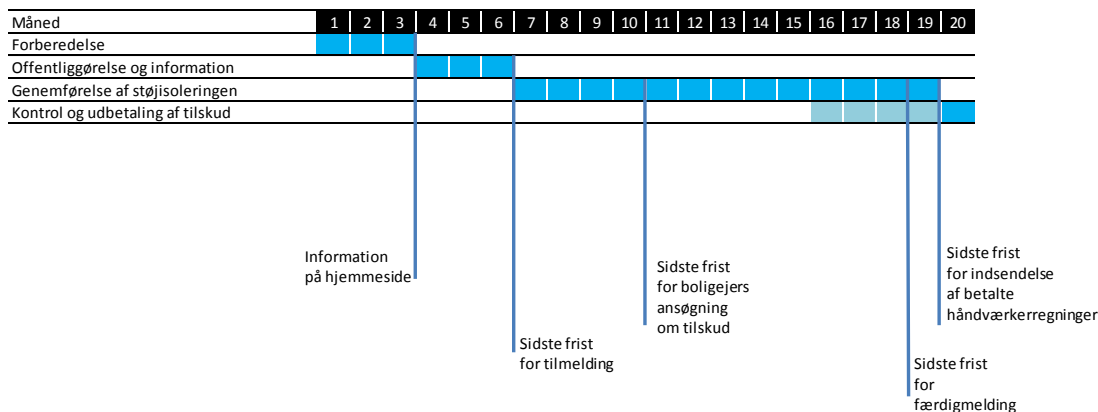 Måned 1 2 3 4 5 6 7 8 9 10 11 12 13 14 15 16 17 18 19 20
Forberedelse
Offentliggørelse og information
Genemførelse af støjisoleringen
Kontrol og udbetaling af tilskud
Information
på hjemmeside
Sidste frist
for tilmelding
Sidste frist
for boligejers
ansøgning
om tilskud
Sidste frist
for
færdigmelding
Sidste frist
for indsendelse
af betalte
håndværkerregninger